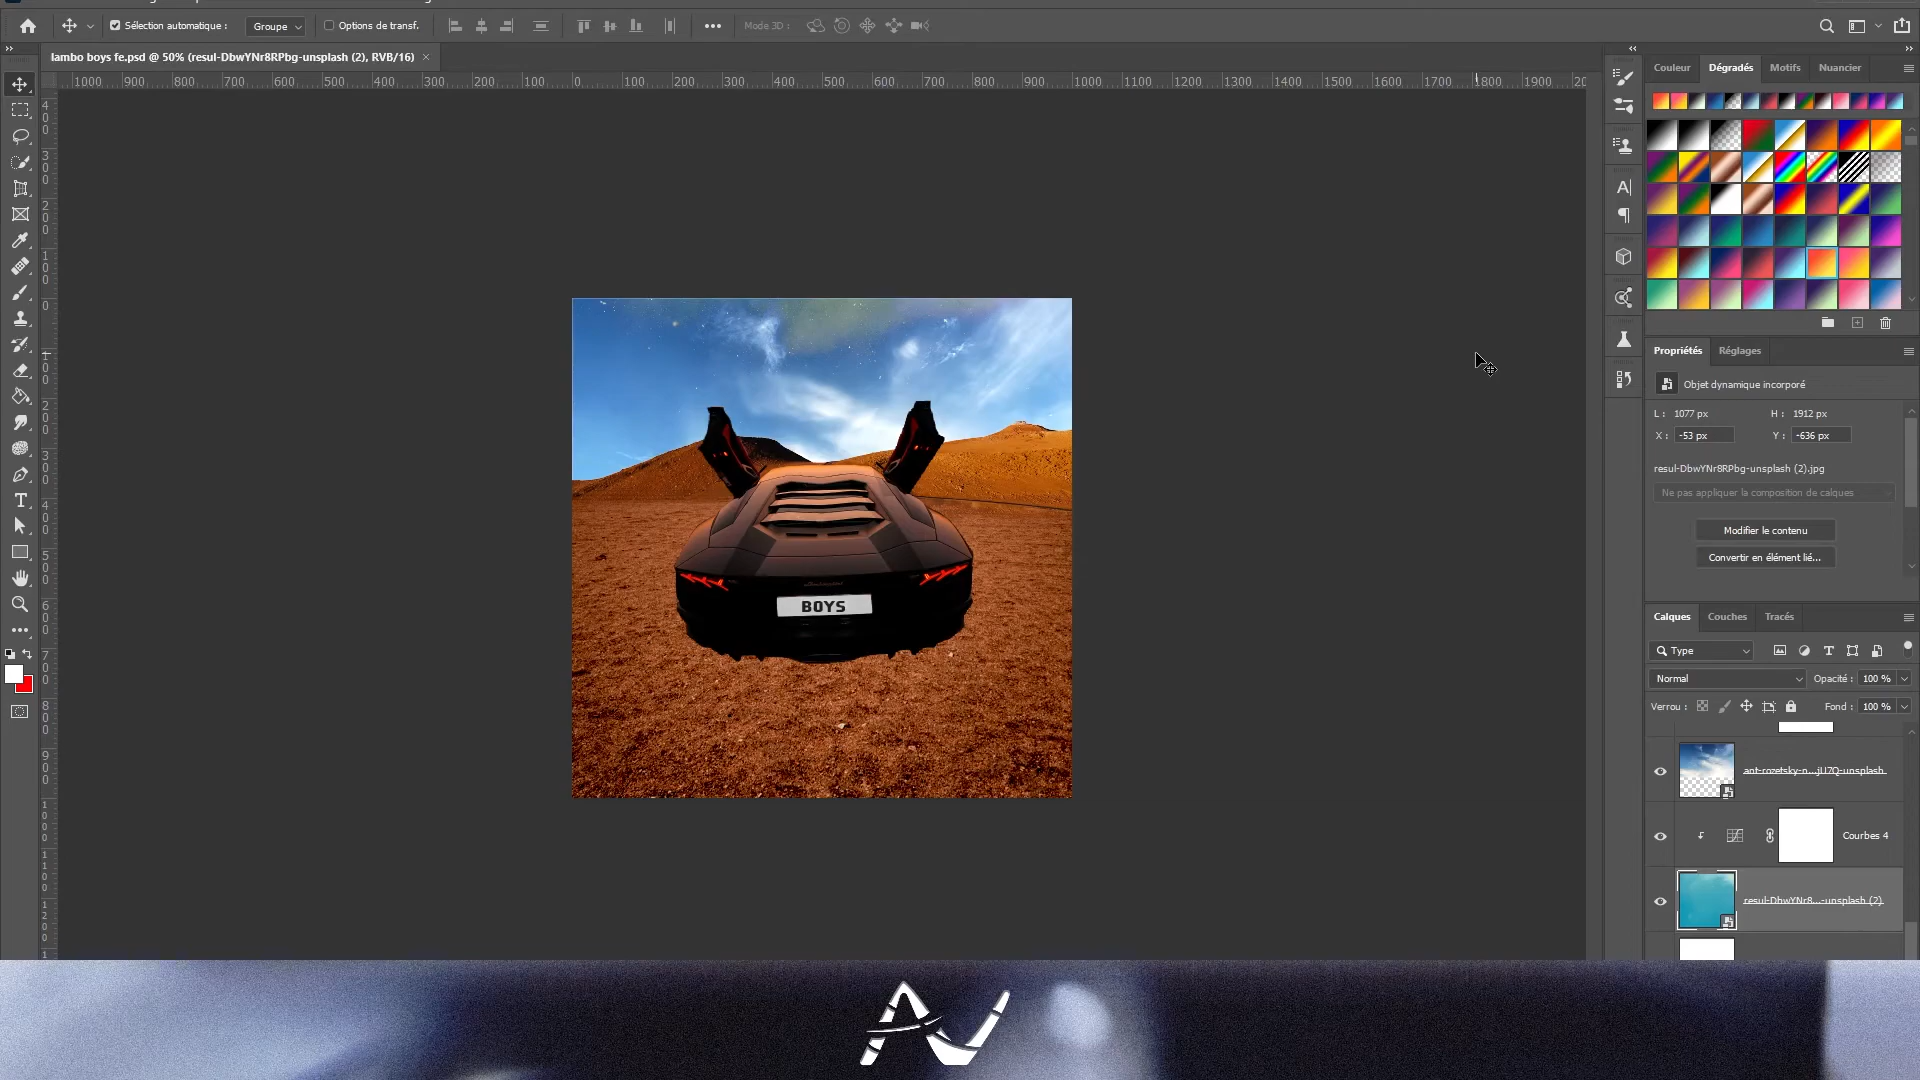 Sélection automatique :
Groupe
Options de transf.
Mode 3D :
lambo boys fe.psd @ 50% (resul-DbwYNr8RPbg-unsplash (2), RVB/16)
1000 900 800 700 600 500 400 300 200 100 0 100 200 300 400 500 600 700 800 900 1000 1100 1200 1300 1400 1500 1600 1700 1800 1900
Couleur Dégradés Motifs Nuancier
Propriétés Réglages
Objet dynamique incorporé
L : 1077 px H : 1912 px
X : -53 px Y : -636 px
resul-DbwYNr8RPbg-unsplash (2).jpg
Ne pas appliquer la composition de calques
Modifier le contenu
Convertir en élément lié...
BOYS
Calques Couches Tracés
Type
Normal Opacité : 100 %
Verrou : Fond : 100 %
ant-rozetsky-n...jU7Q-unsplash
Courbes 4
resul-DbwYNr8...-unsplash (2)
AV